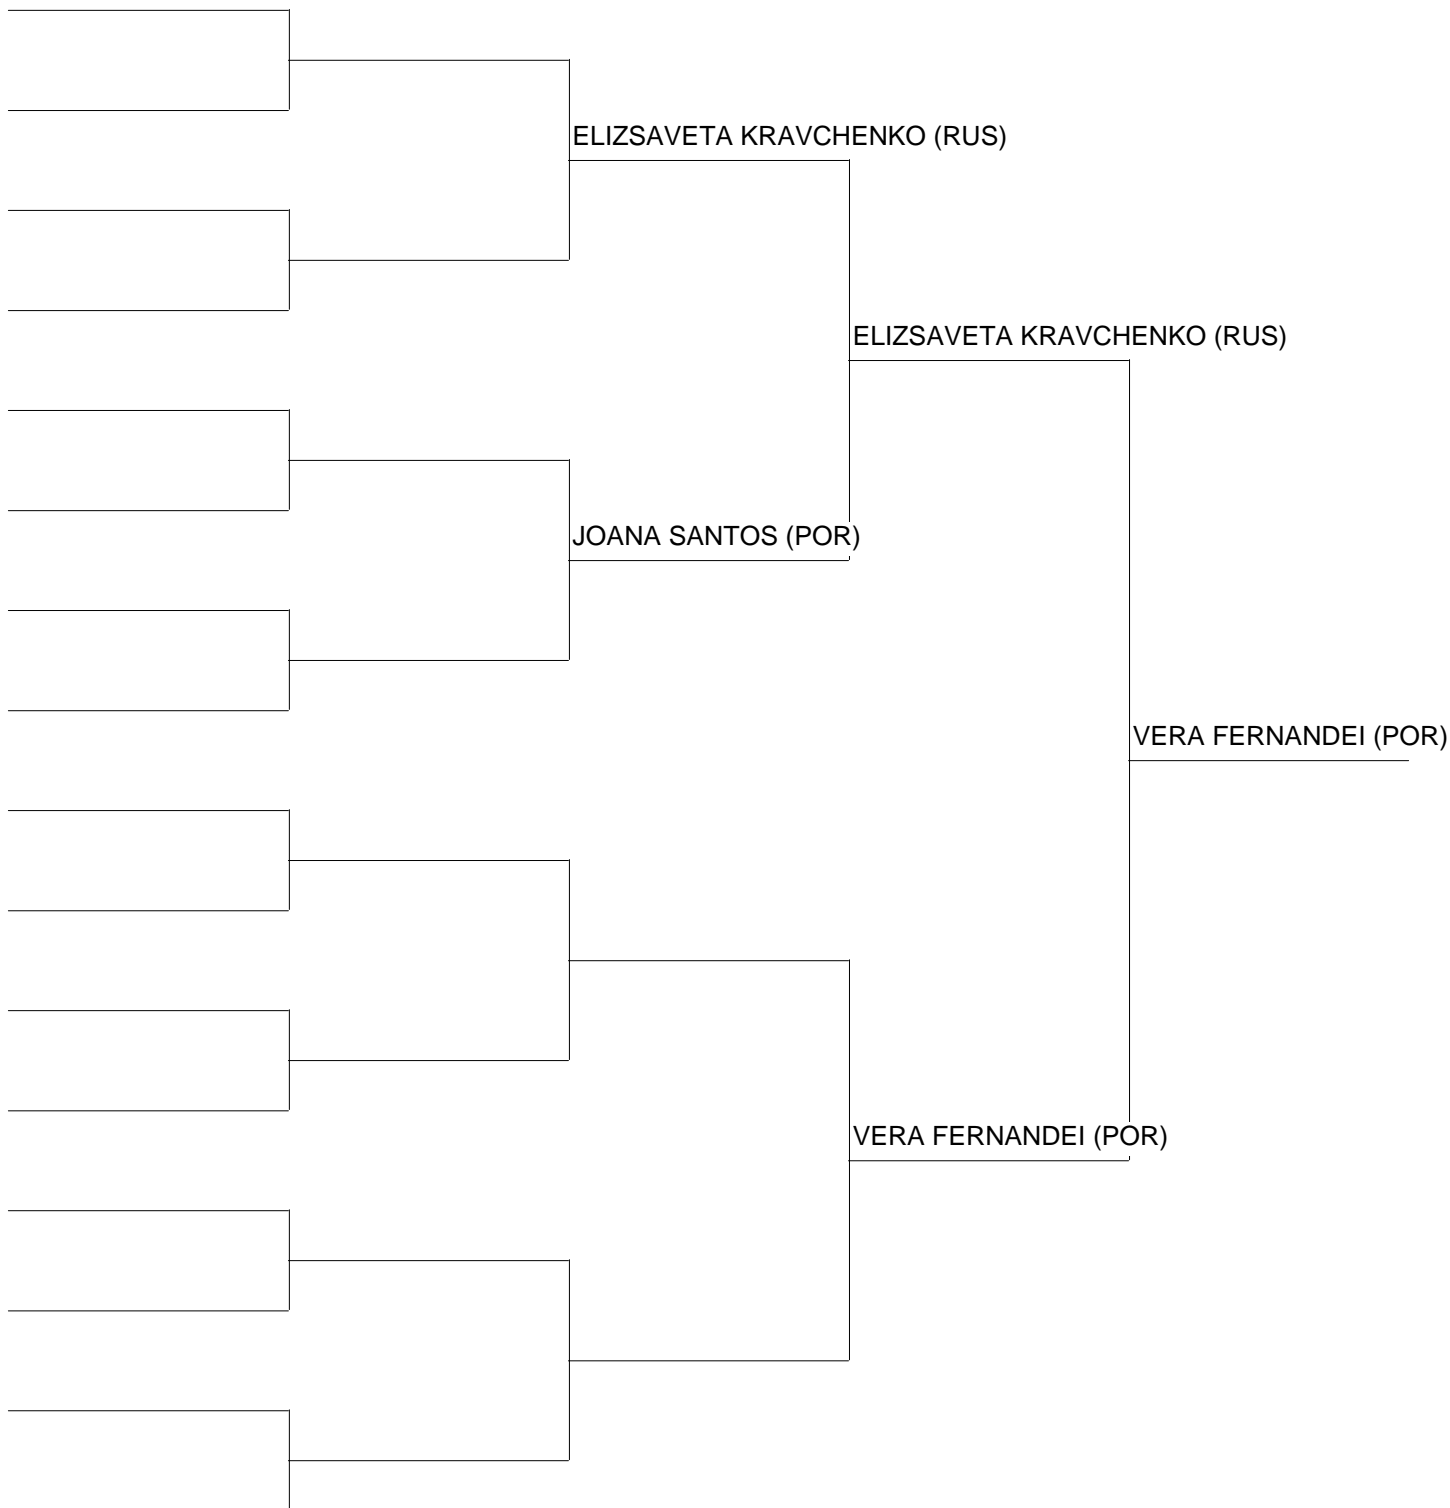 ELIZSAVETA KRAVCHENKO (RUS)
ELIZSAVETA KRAVCHENKO (RUS)
JOANA SANTOS (POR)
VERA FERNANDEI (POR)
VERA FERNANDEI (POR)